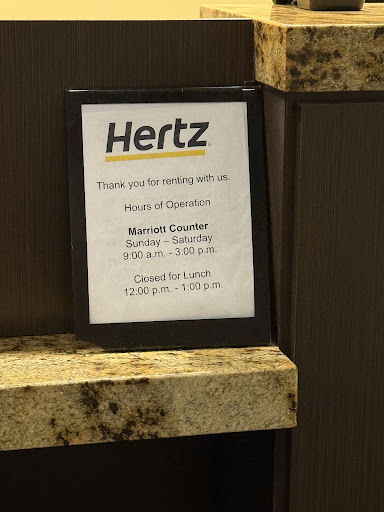 Hertz
Thank you for renting with us.
Hours of Operation
Marriott Counter
Sunday – Saturday
9:00 a.m. - 3:00 p.m.
Closed for Lunch
12:00 p.m. - 1:00 p.m.